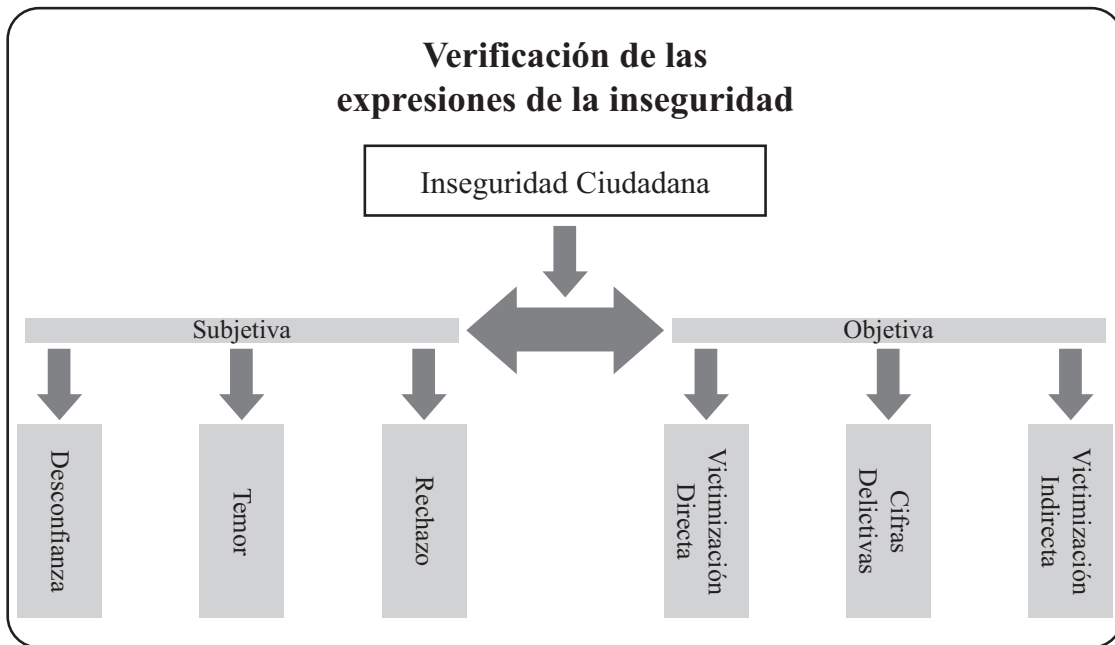 Verificación de las
expresiones de la inseguridad
Inseguridad Ciudadana
Subjetiva
Objetiva
Desconfianza
Temor
Rechazo
Victimización
Directa
Cifras
Delictivas
Victimización
Indirecta